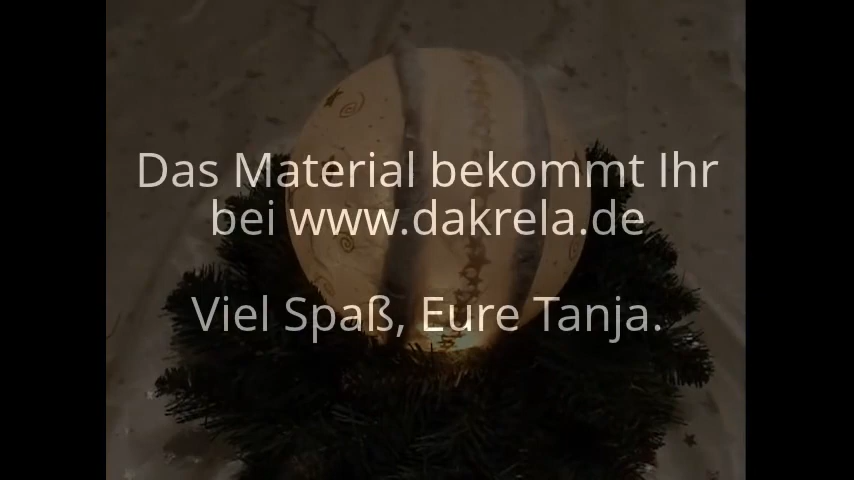 Das Material bekommt Ihr
bei www.dakrela.de
Viel Spaß, Eure Tanja.